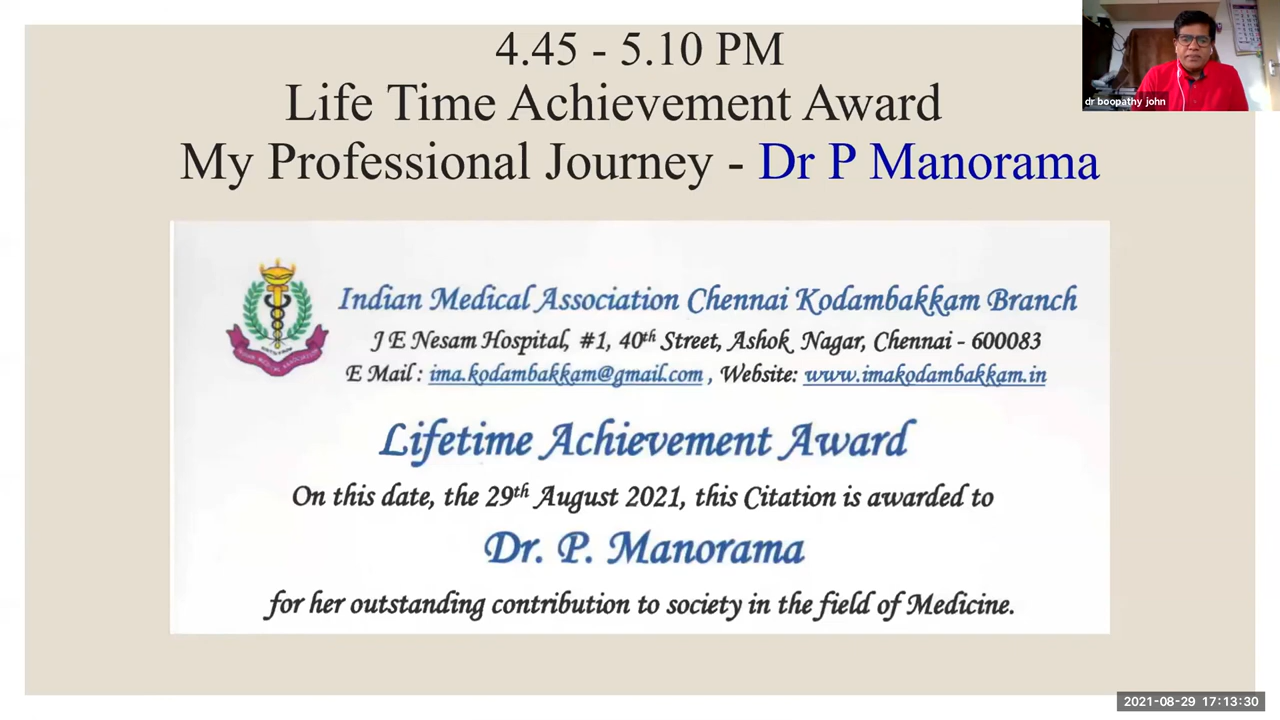 4.45 - 5.10 PM
Life Time Achievement Award
My Professional Journey - Dr P Manorama
dr boopathy john
Indian Medical Association Chennai Kodambakkam Branch
J E Nesam Hospital, #1, 40th Street, Ashok Nagar, Chennai - 600083
E Mail : ima.kodambakkam@gmail.com , Website: www.imakodambakkam.in
Lifetime Achievement Award
On this date, the 29th August 2021, this Citation is awarded to
Dr. P. Manorama
for her outstanding contribution to society in the field of Medicine.
2021-08-29 17:13:30